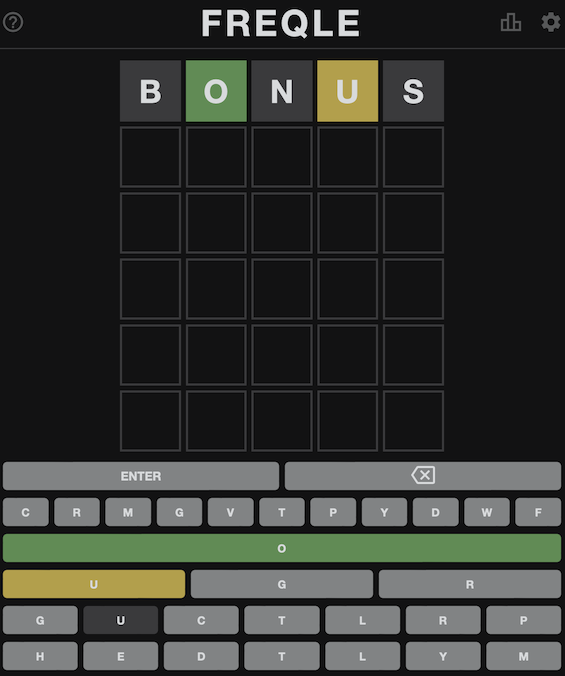 ?
FREQLE
B O N U S
ENTER
C R M G V T P Y D W F
O
U G R
G U C T L R P
H E D T L Y M